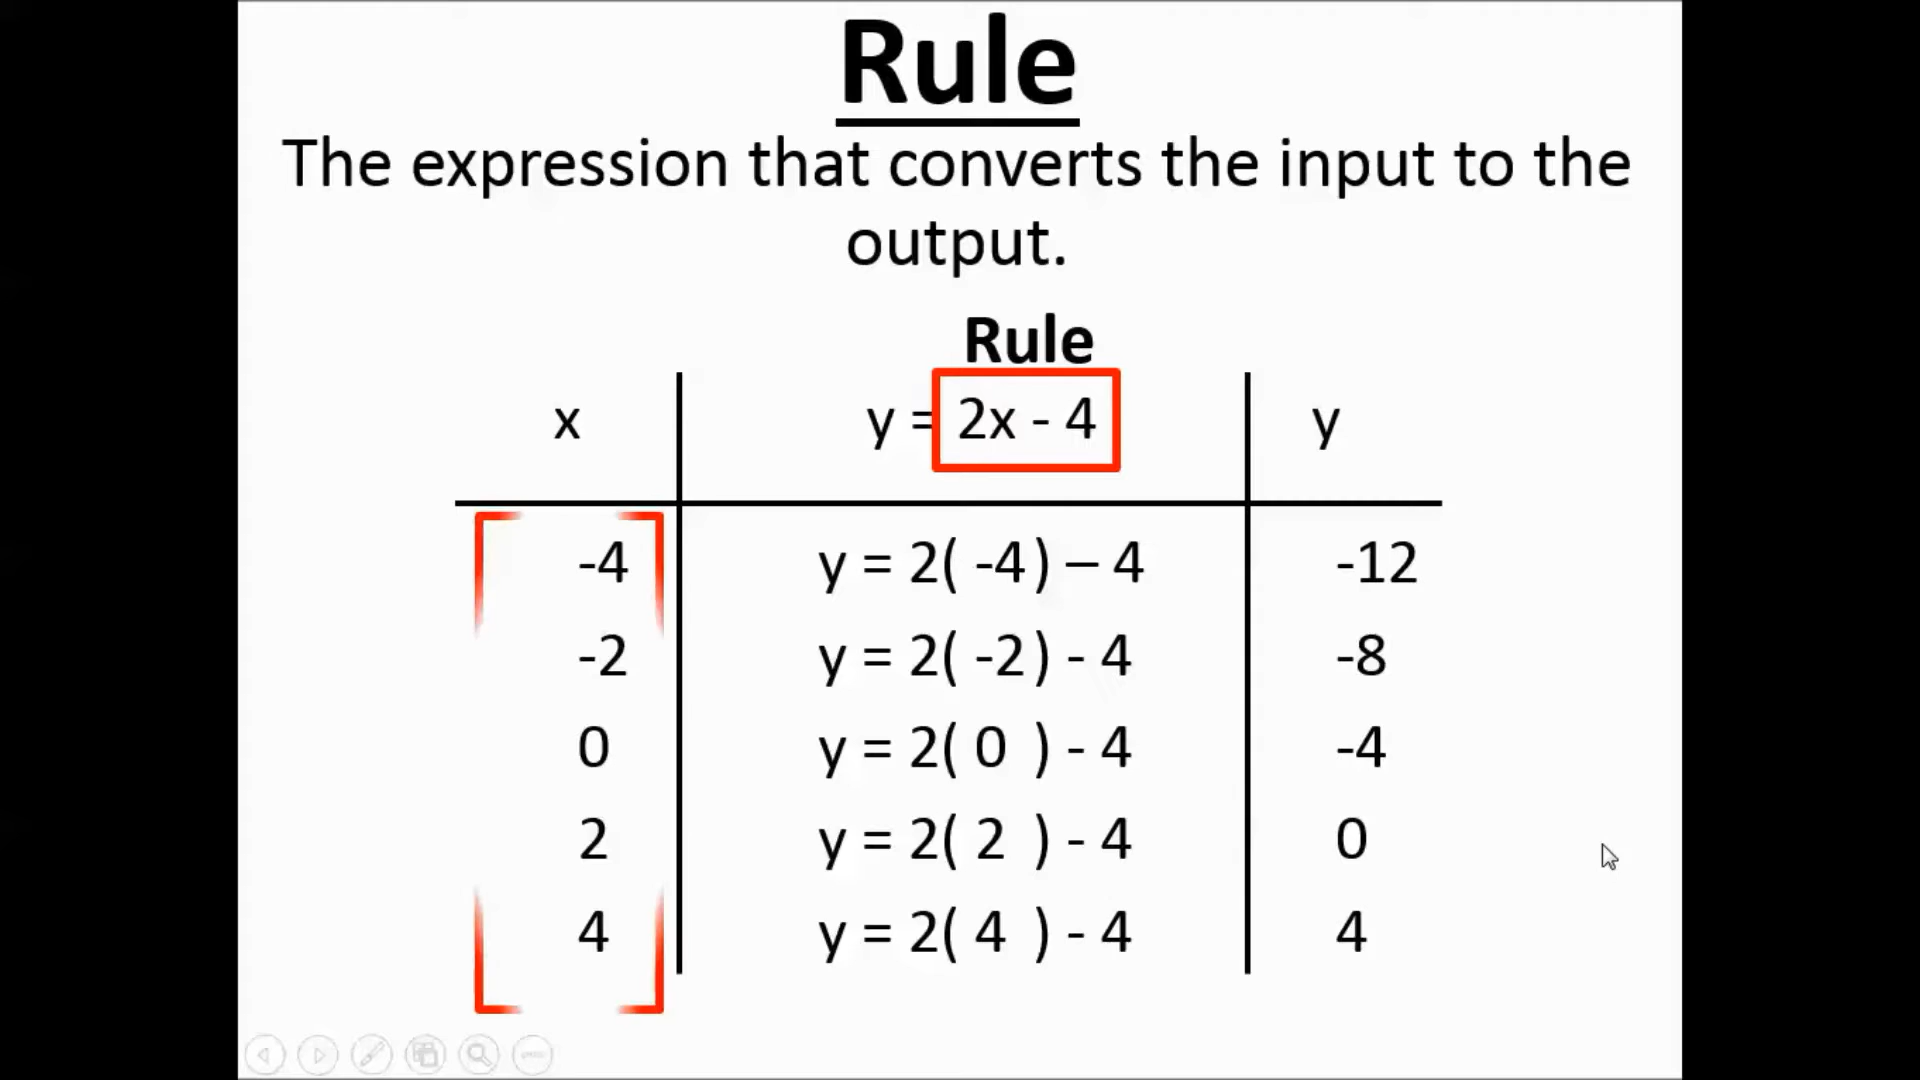 Rule
The expression that converts the input to the
output.
Rule
x y = 2x - 4 y
-4 y = 2( -4) – 4 -12
-2 y = 2( -2) - 4 -8
0 y = 2( 0 ) - 4 -4
2 y = 2( 2 ) - 4 0
4 y = 2( 4 ) - 4 4